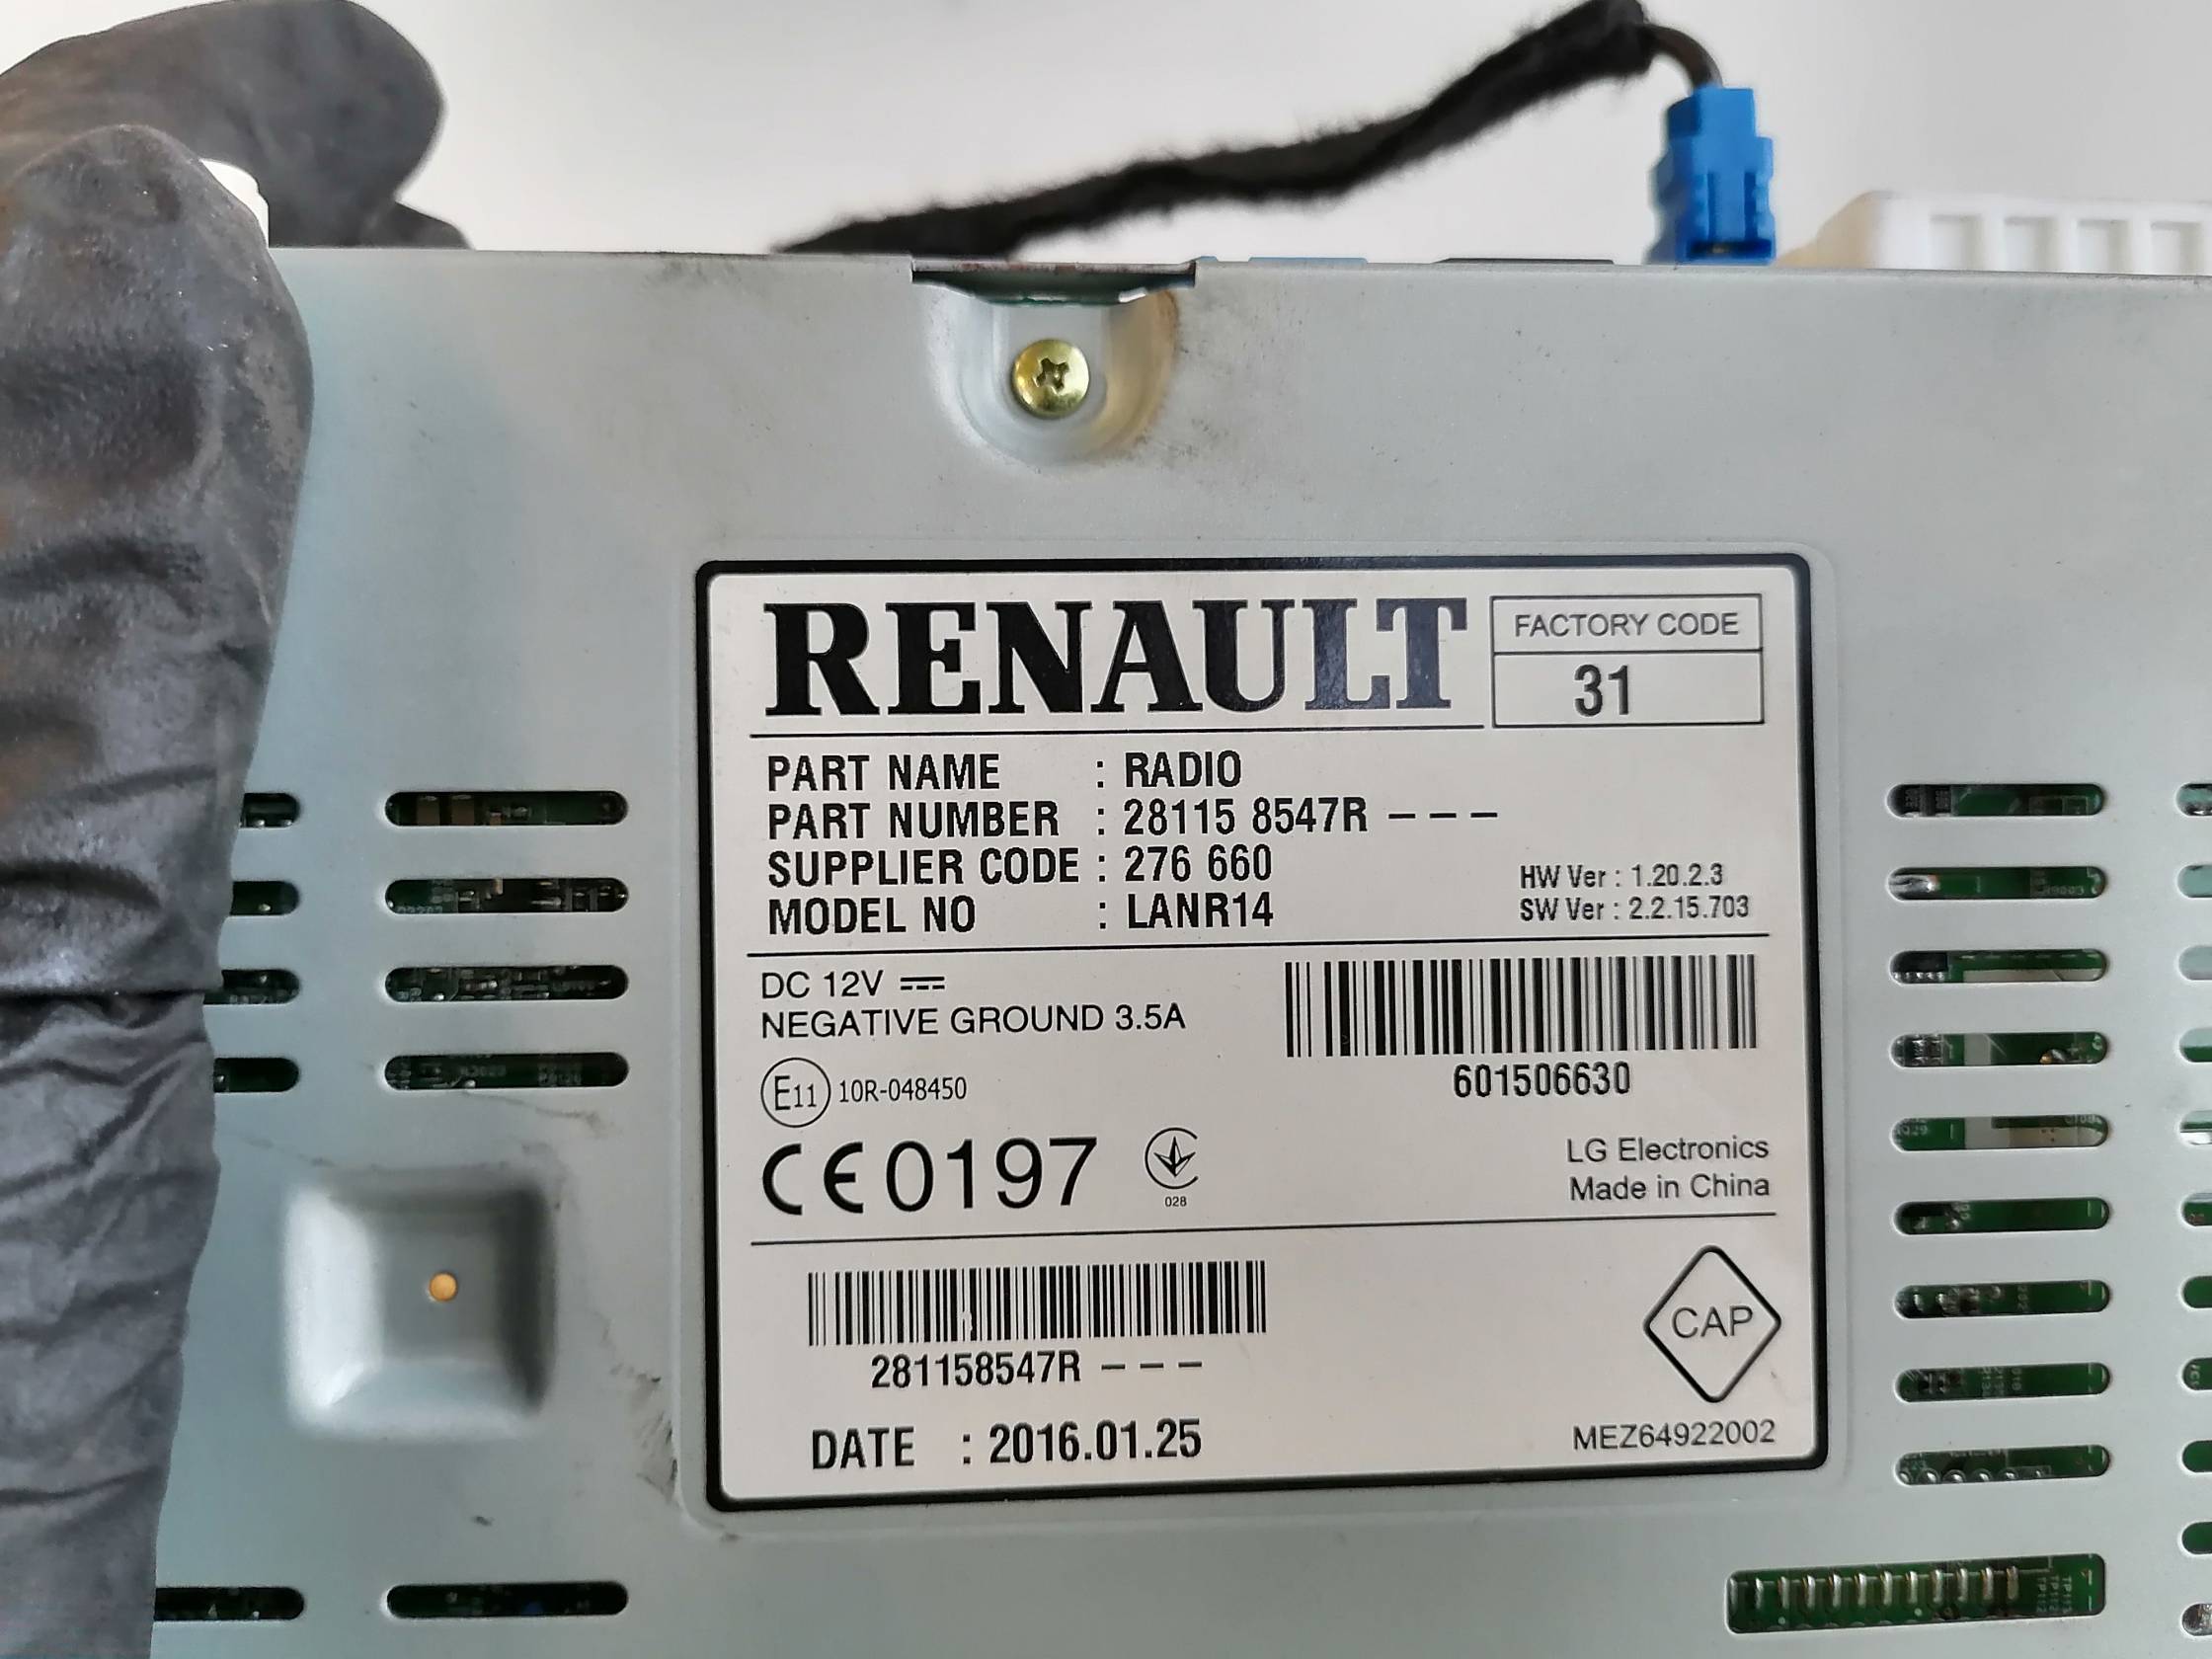 RENAULT
FACTORY CODE
31
PART NAME : RADIO
PART NUMBER : 28115 8547R – – –
SUPPLIER CODE : 276 660
MODEL NO : LANR14
HW Ver : 1.20.2.3
SW Ver : 2.2.15.703
DC 12V
NEGATIVE GROUND 3.5A
601506630
E11 10R-048450
CE0197
028
LG Electronics
Made in China
281158547R – – –
CAP
DATE : 2016.01.25
MEZ64922002